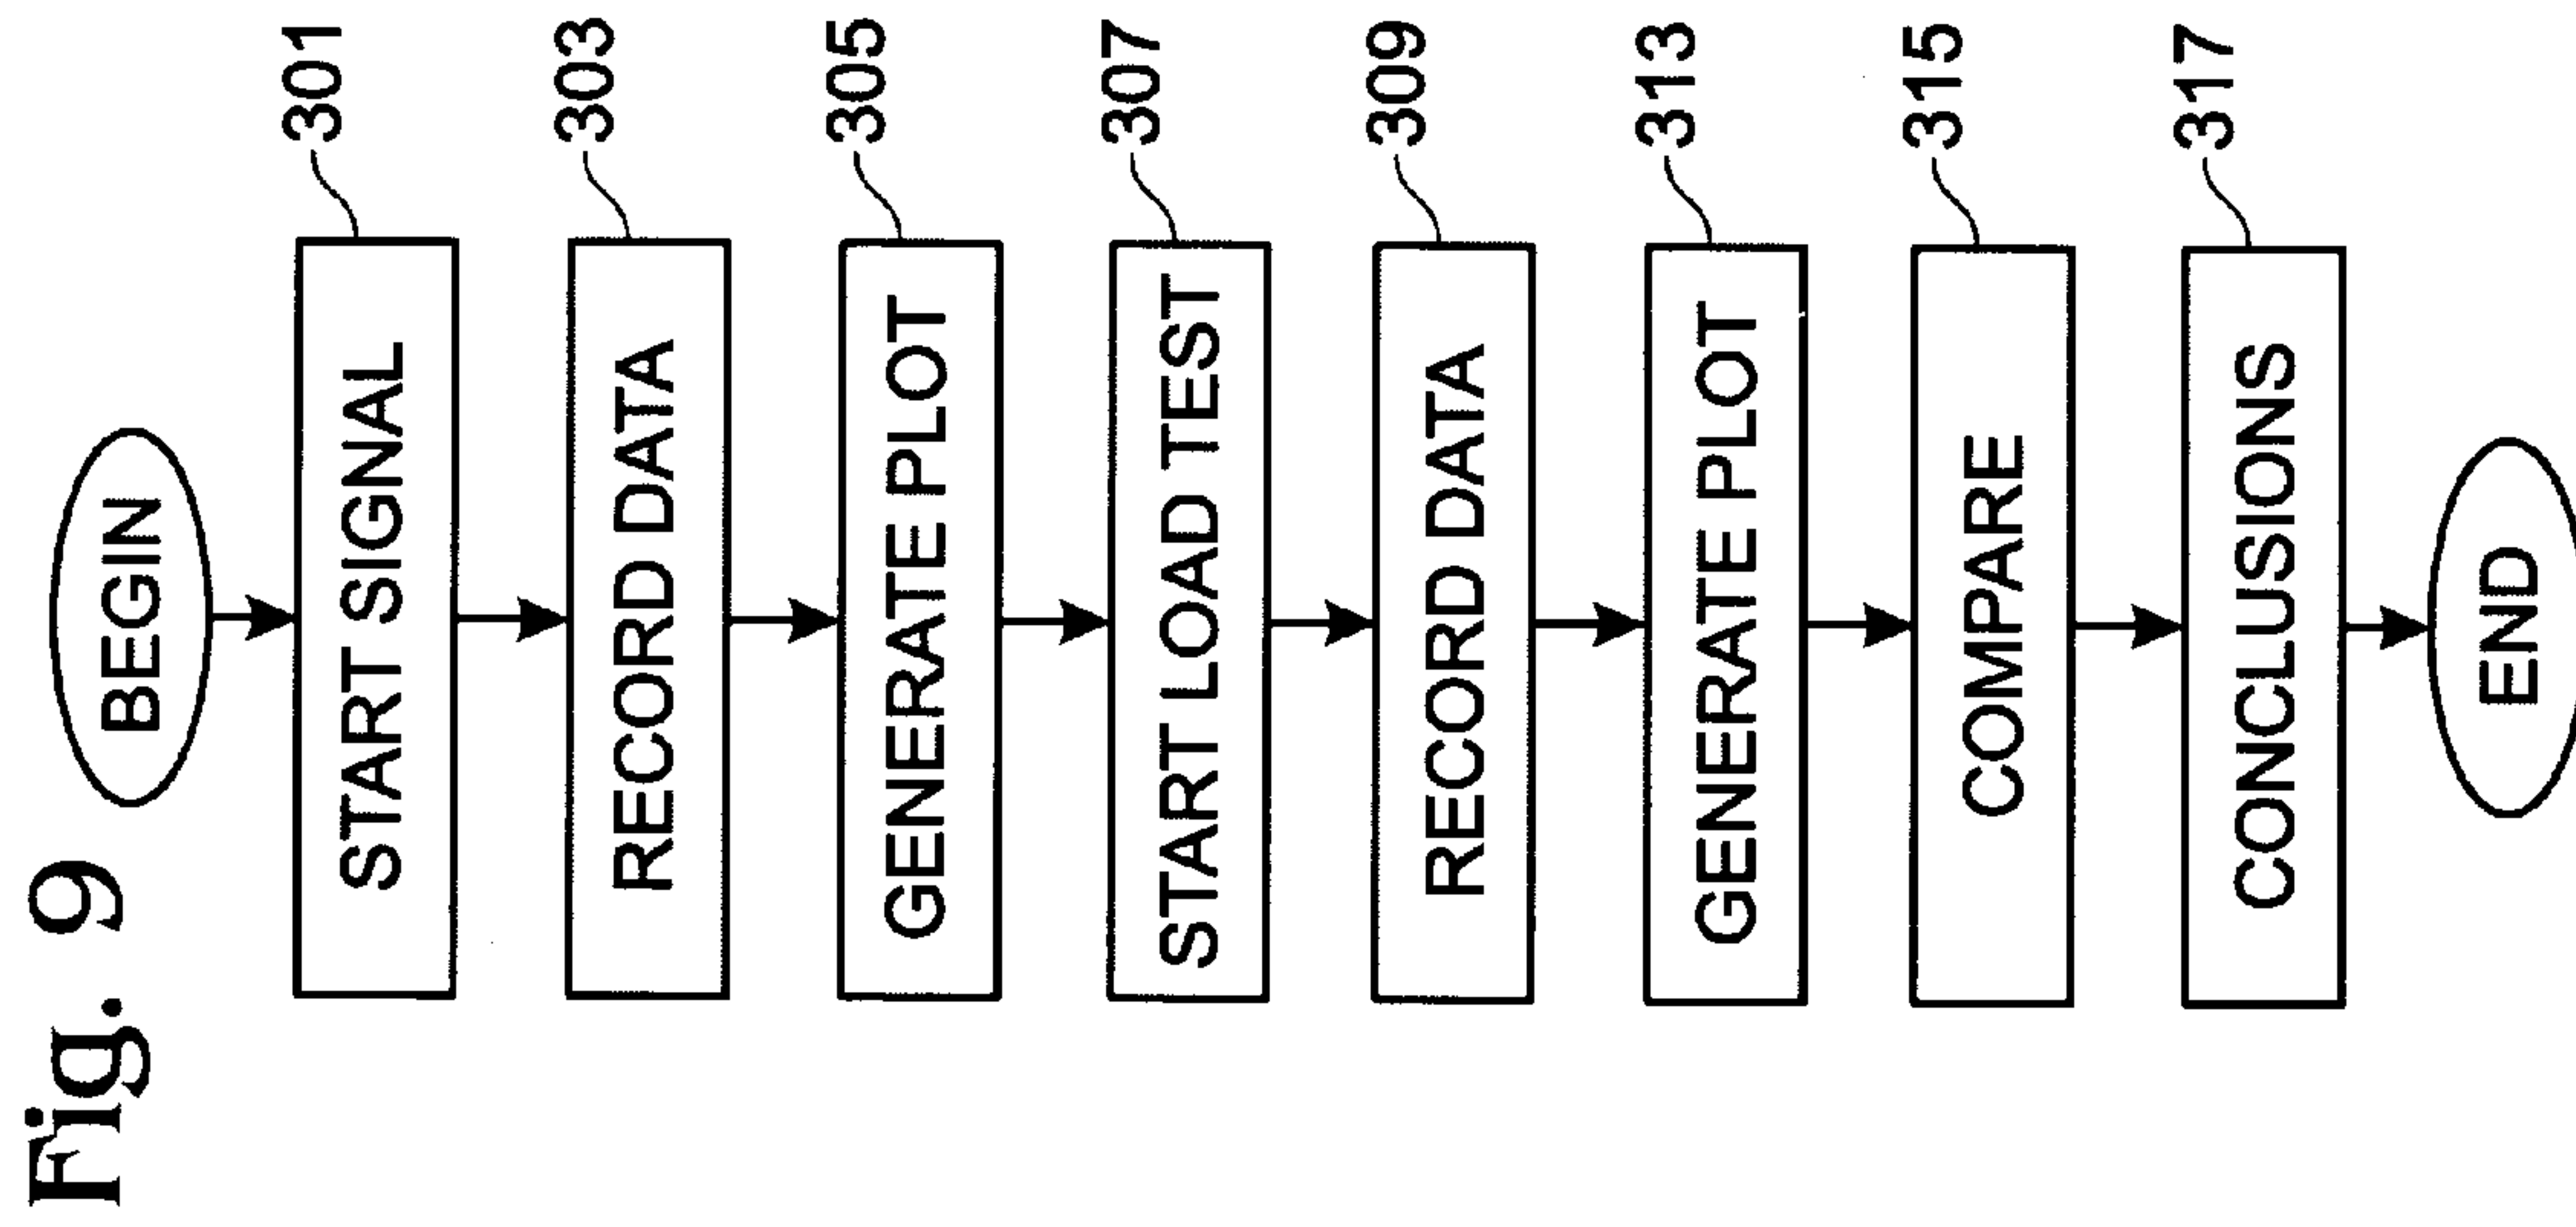 Fig. 9
BEGIN
START SIGNAL
301
RECORD DATA
303
GENERATE PLOT
305
START LOAD TEST
307
RECORD DATA
309
GENERATE PLOT
313
COMPARE
315
CONCLUSIONS
317
END